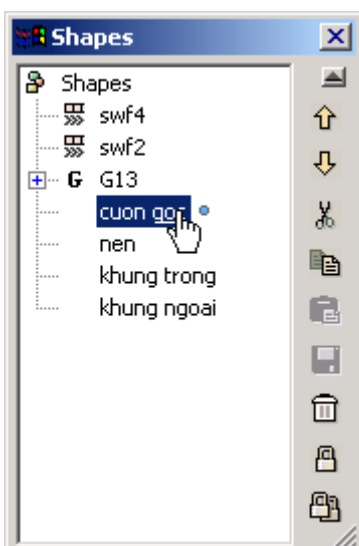 Shapes
Shapes
swf4
swf2
G G13
cuon goc
nen
khung trong
khung ngoai